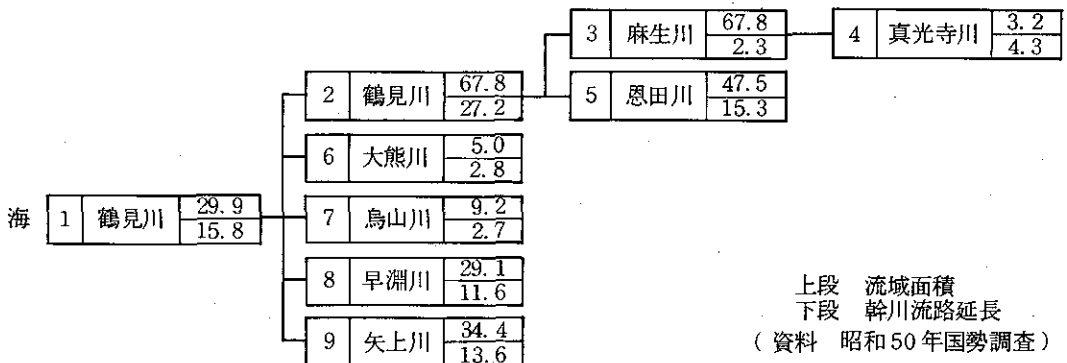 3 麻生川 67.8 2.3
4 真光寺川 3.2 4.3
2 鶴見川 67.8 27.2
5 恩田川 47.5 15.3
6 大熊川 5.0 2.8
海 1 鶴見川 29.9 15.8
7 鳥山川 9.2 2.7
8 早淵川 29.1 11.6
9 矢上川 34.4 13.6
上段 流域面積
下段 幹川流路延長
(資料 昭和50年国勢調査)